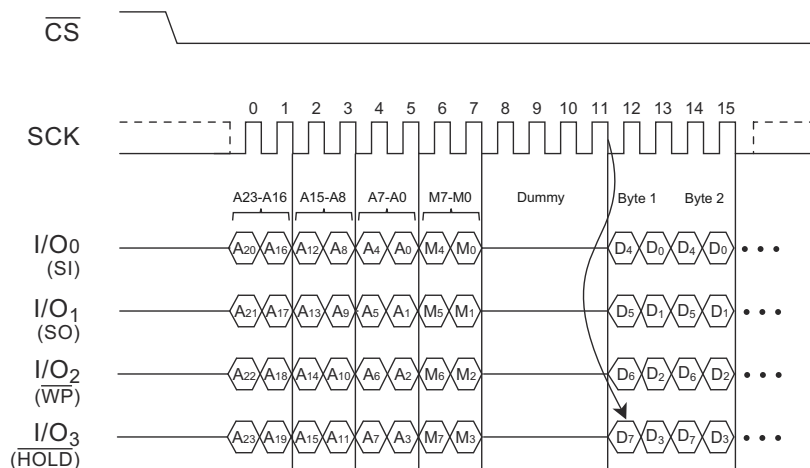 CS
0 1 2 3 4 5 6 7 8 9 10 11 12 13 14 15
SCK
A23-A16 A15-A8 A7-A0 M7-M0 Dummy Byte 1 Byte 2
I/O0 A20 A16 A12 A8 A4 A0 M4 M0 D4 D0 D4 D0 •••
(SI)
I/O1 A21 A17 A13 A9 A5 A1 M5 M1 D5 D1 D5 D1 •••
(SO)
I/O2 A22 A18 A14 A10 A6 A2 M6 M2 D6 D2 D6 D2 •••
(WP)
I/O3 A23 A19 A15 A11 A7 A3 M7 M3 D7 D3 D7 D3 •••
(HOLD)